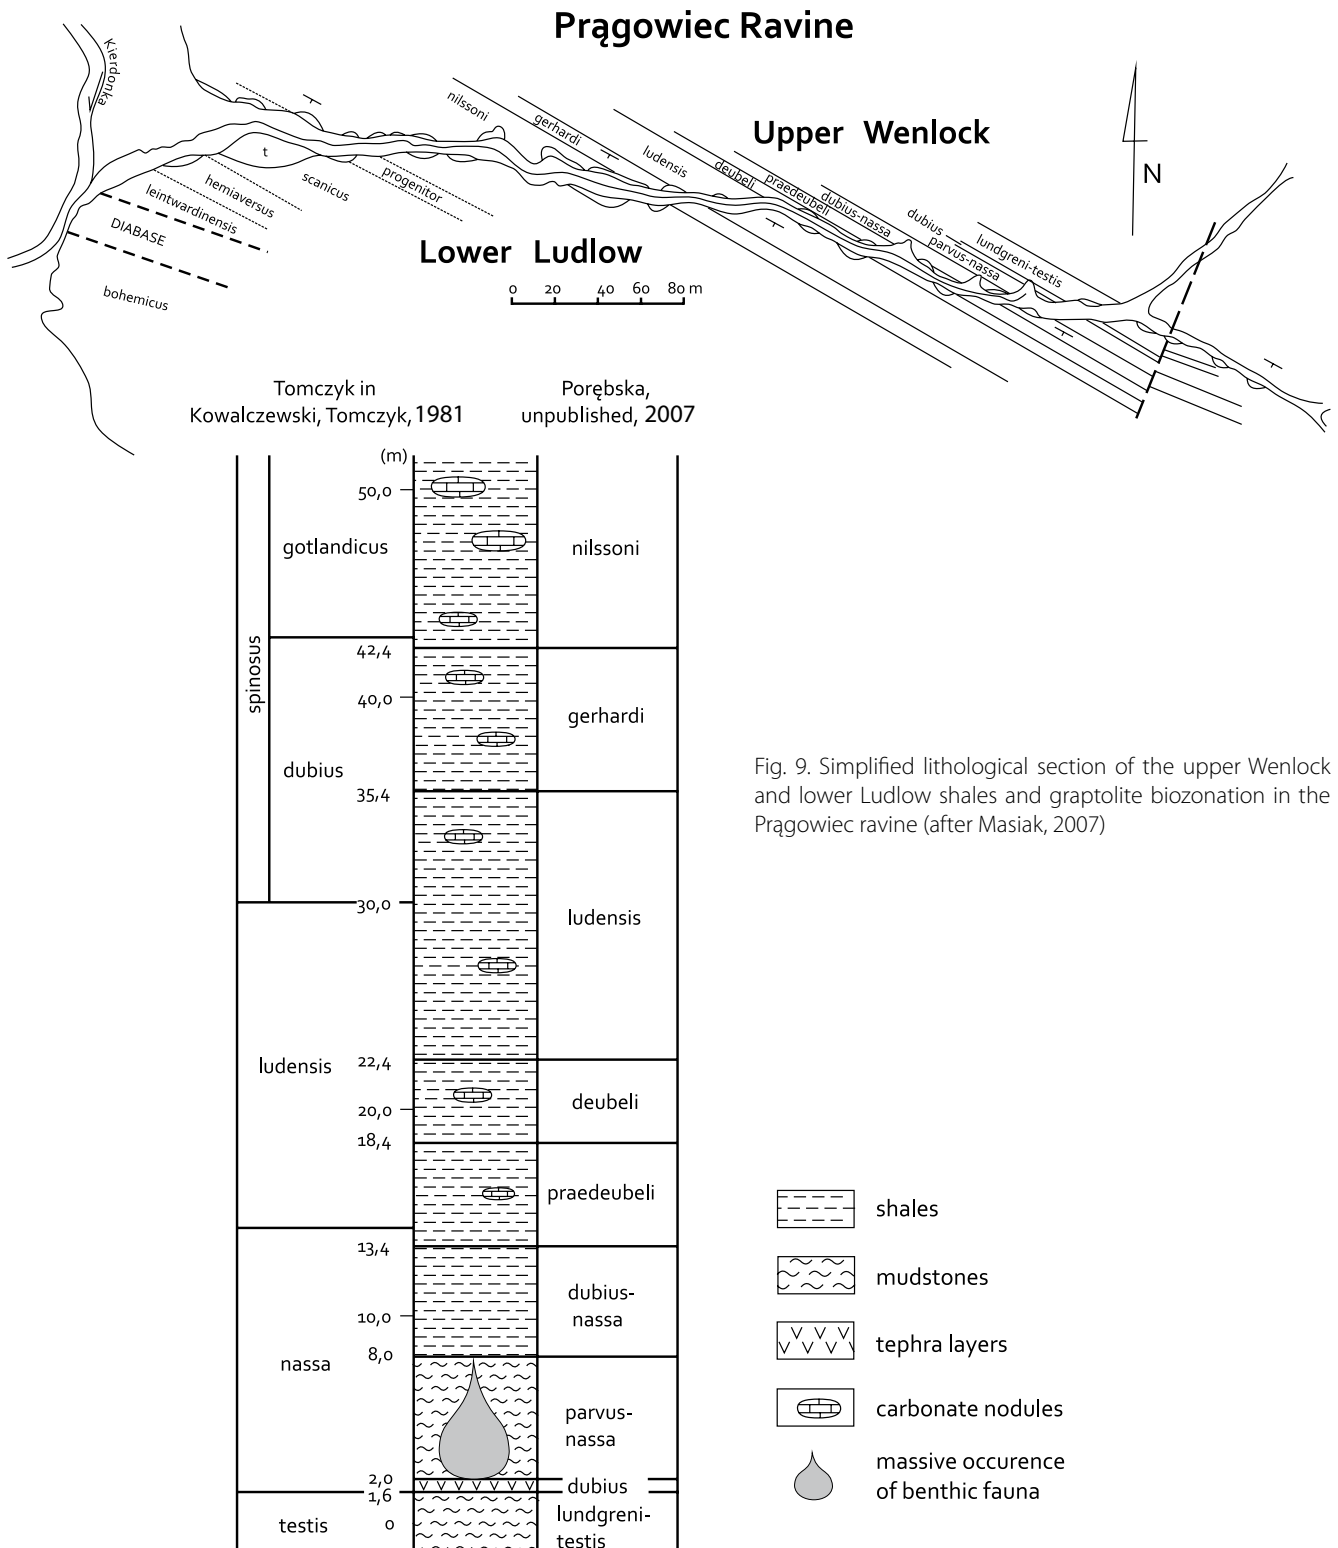 Prągowiec Ravine
Kierdonka
nilssoni
gerhardi
ludensis
deubeli
praedeubeli
dubius-nassa
dubius
parvus-nassa
lundgreni-testis
Upper Wenlock
N
t
leintwardinensis
hemiaversus
scanicus
progenitor
DIABASE
bohemicus
Lower Ludlow
0 20 40 60 80 m
Tomczyk in
Kowalczewski, Tomczyk, 1981
Porębska,
unpublished, 2007
(m)
50,0
gotlandicus
nilssoni
spinosus
42,4
40,0
gerhardi
dubius
35,4
30,0
ludensis
ludensis
22,4
20,0
deubeli
18,4
praedeubeli
13,4
10,0
dubius-
nassa
8,0
nassa
parvus-
nassa
2,0
dubius
1,6
testis
0
lundgreni-
testis
Fig. 9. Simplified lithological section of the upper Wenlock
and lower Ludlow shales and graptolite biozonation in the
Prągowiec ravine (after Masiak, 2007)
shales
mudstones
tephra layers
carbonate nodules
massive occurence
of benthic fauna